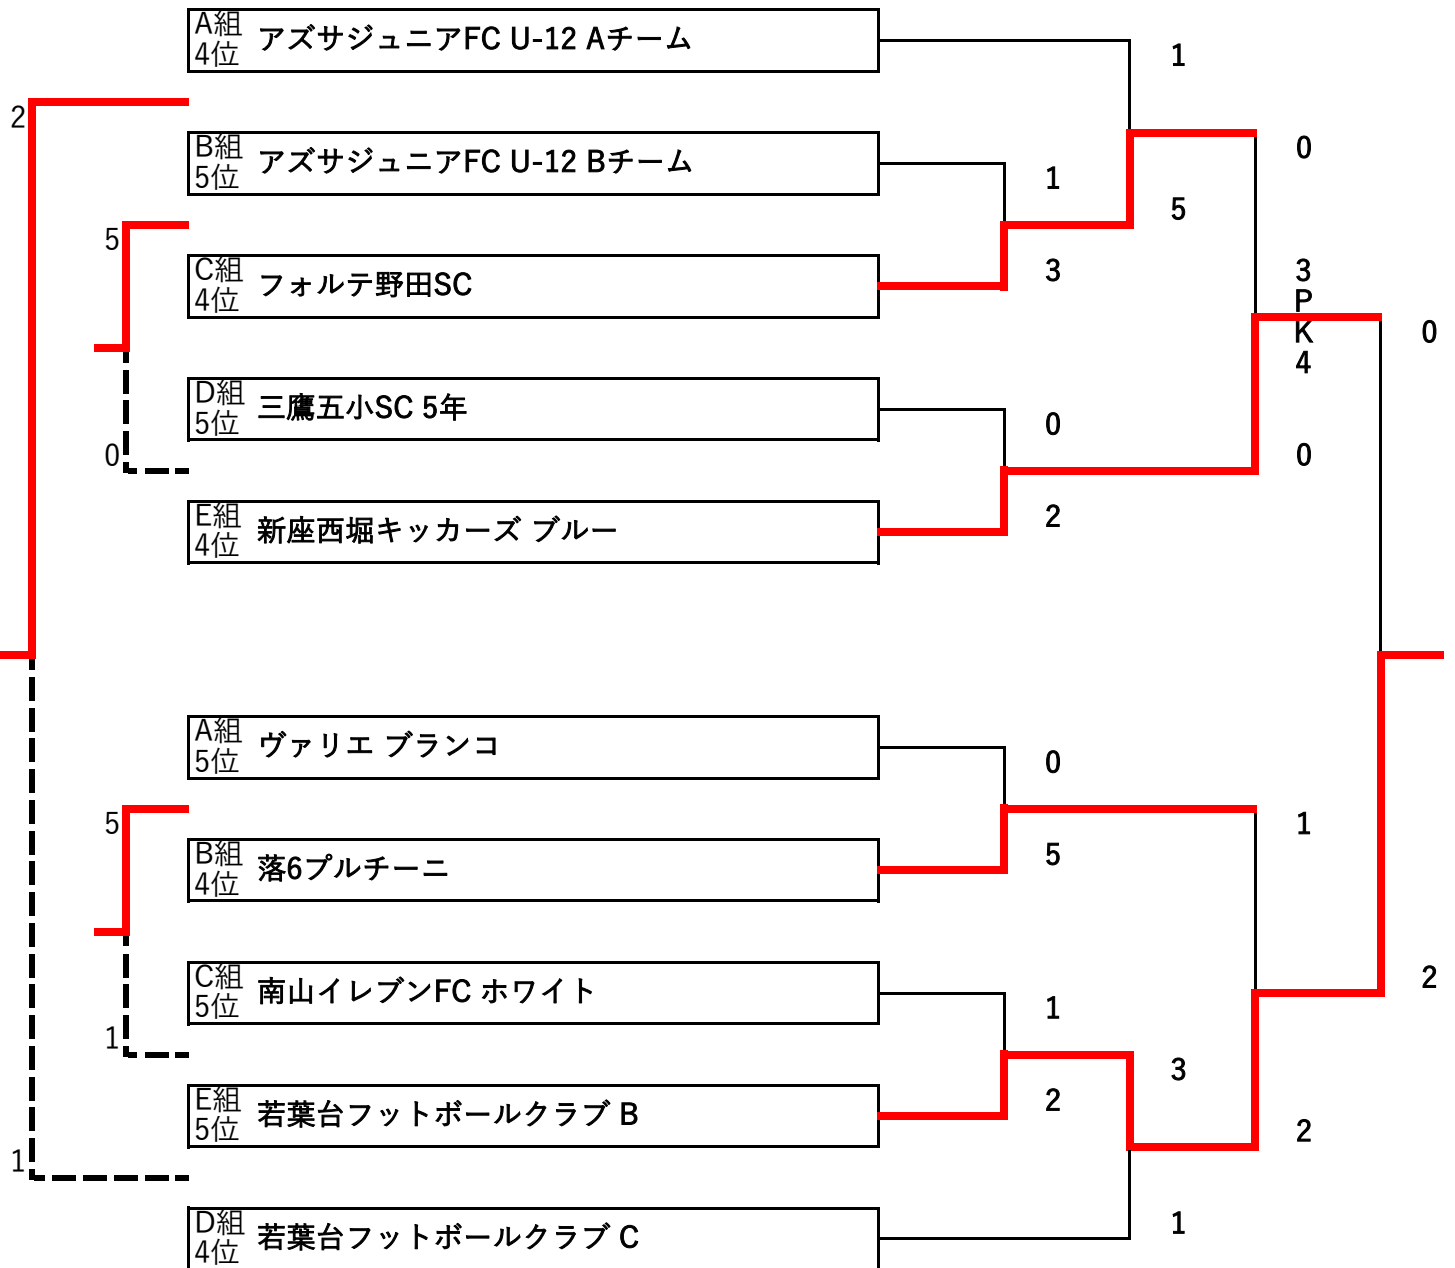 A組
4位
アズサジュニアFC U-12 Aチーム
1
2
B組
5位
アズサジュニアFC U-12 Bチーム
1
0
5
5
C組
4位
フォルテ野田SC
3
3
P
K
4
0
D組
5位
三鷹五小SC 5年
0
0
0
E組
4位
新座西堀キッカーズ ブルー
2
A組
5位
ヴァリエ ブランコ
0
5
1
B組
4位
落6プルチーニ
5
C組
5位
南山イレブンFC ホワイト
1
2
1
3
E組
5位
若葉台フットボールクラブ B
2
2
1
D組
4位
若葉台フットボールクラブ C
1